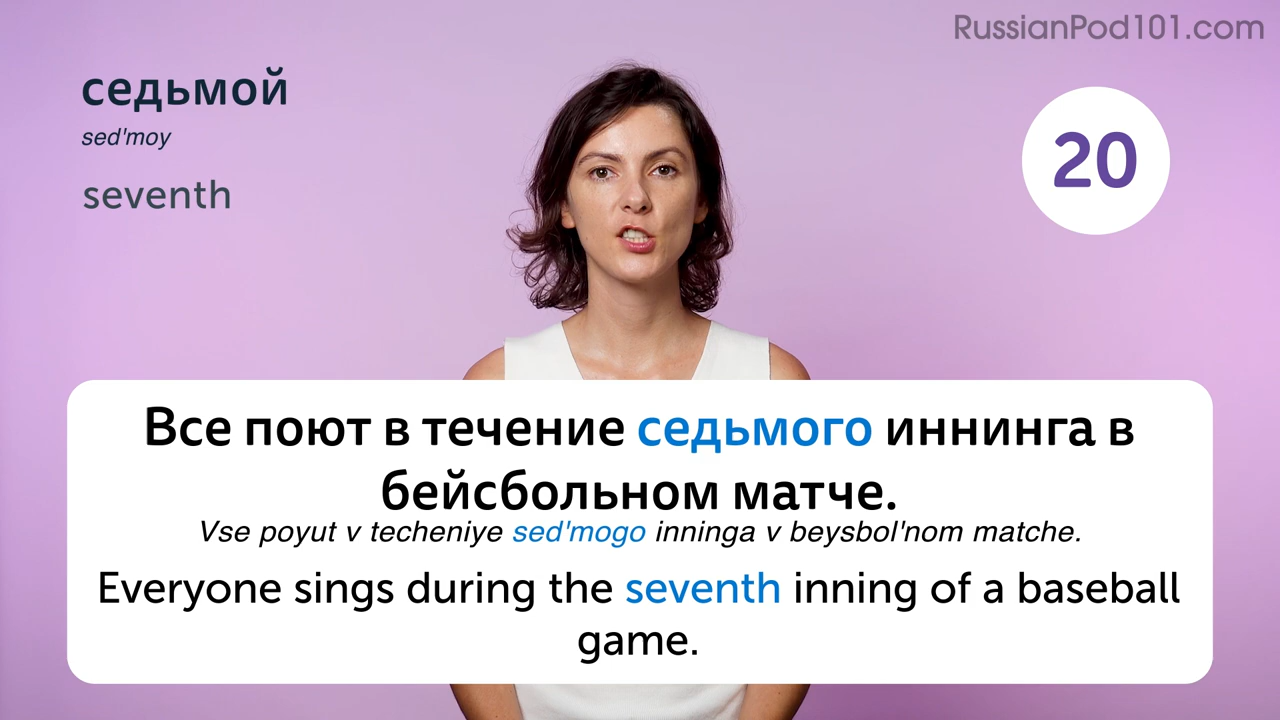 RussianPod101.com
седьмой
sed'moy
seventh
20
Все поют в течение седьмого иннинга в
бейсбольном матче.
Vse poyut v techeniye sed'mogo inninga v beysbol'nom matche.
Everyone sings during the seventh inning of a baseball
game.